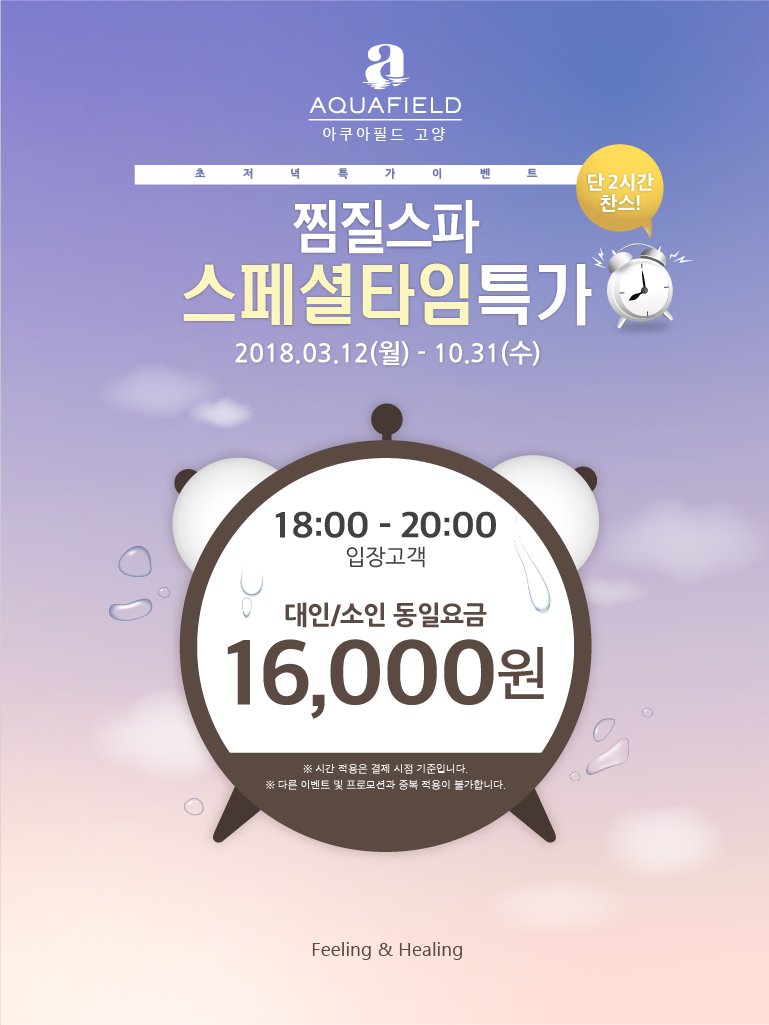 a
AQUAFIELD
아쿠아필드 고양
초저녁특가이벤트
단 2시간
찬스!
찜질스파
스페셜타임특가
2018.03.12(월) - 10.31(수)
18:00 - 20:00
입장고객
대인/소인 동일요금
16,000원
※ 시간 적용은 결제 시점 기준입니다.
※ 다른 이벤트 및 프로모션과 중복 적용이 불가합니다.
Feeling & Healing